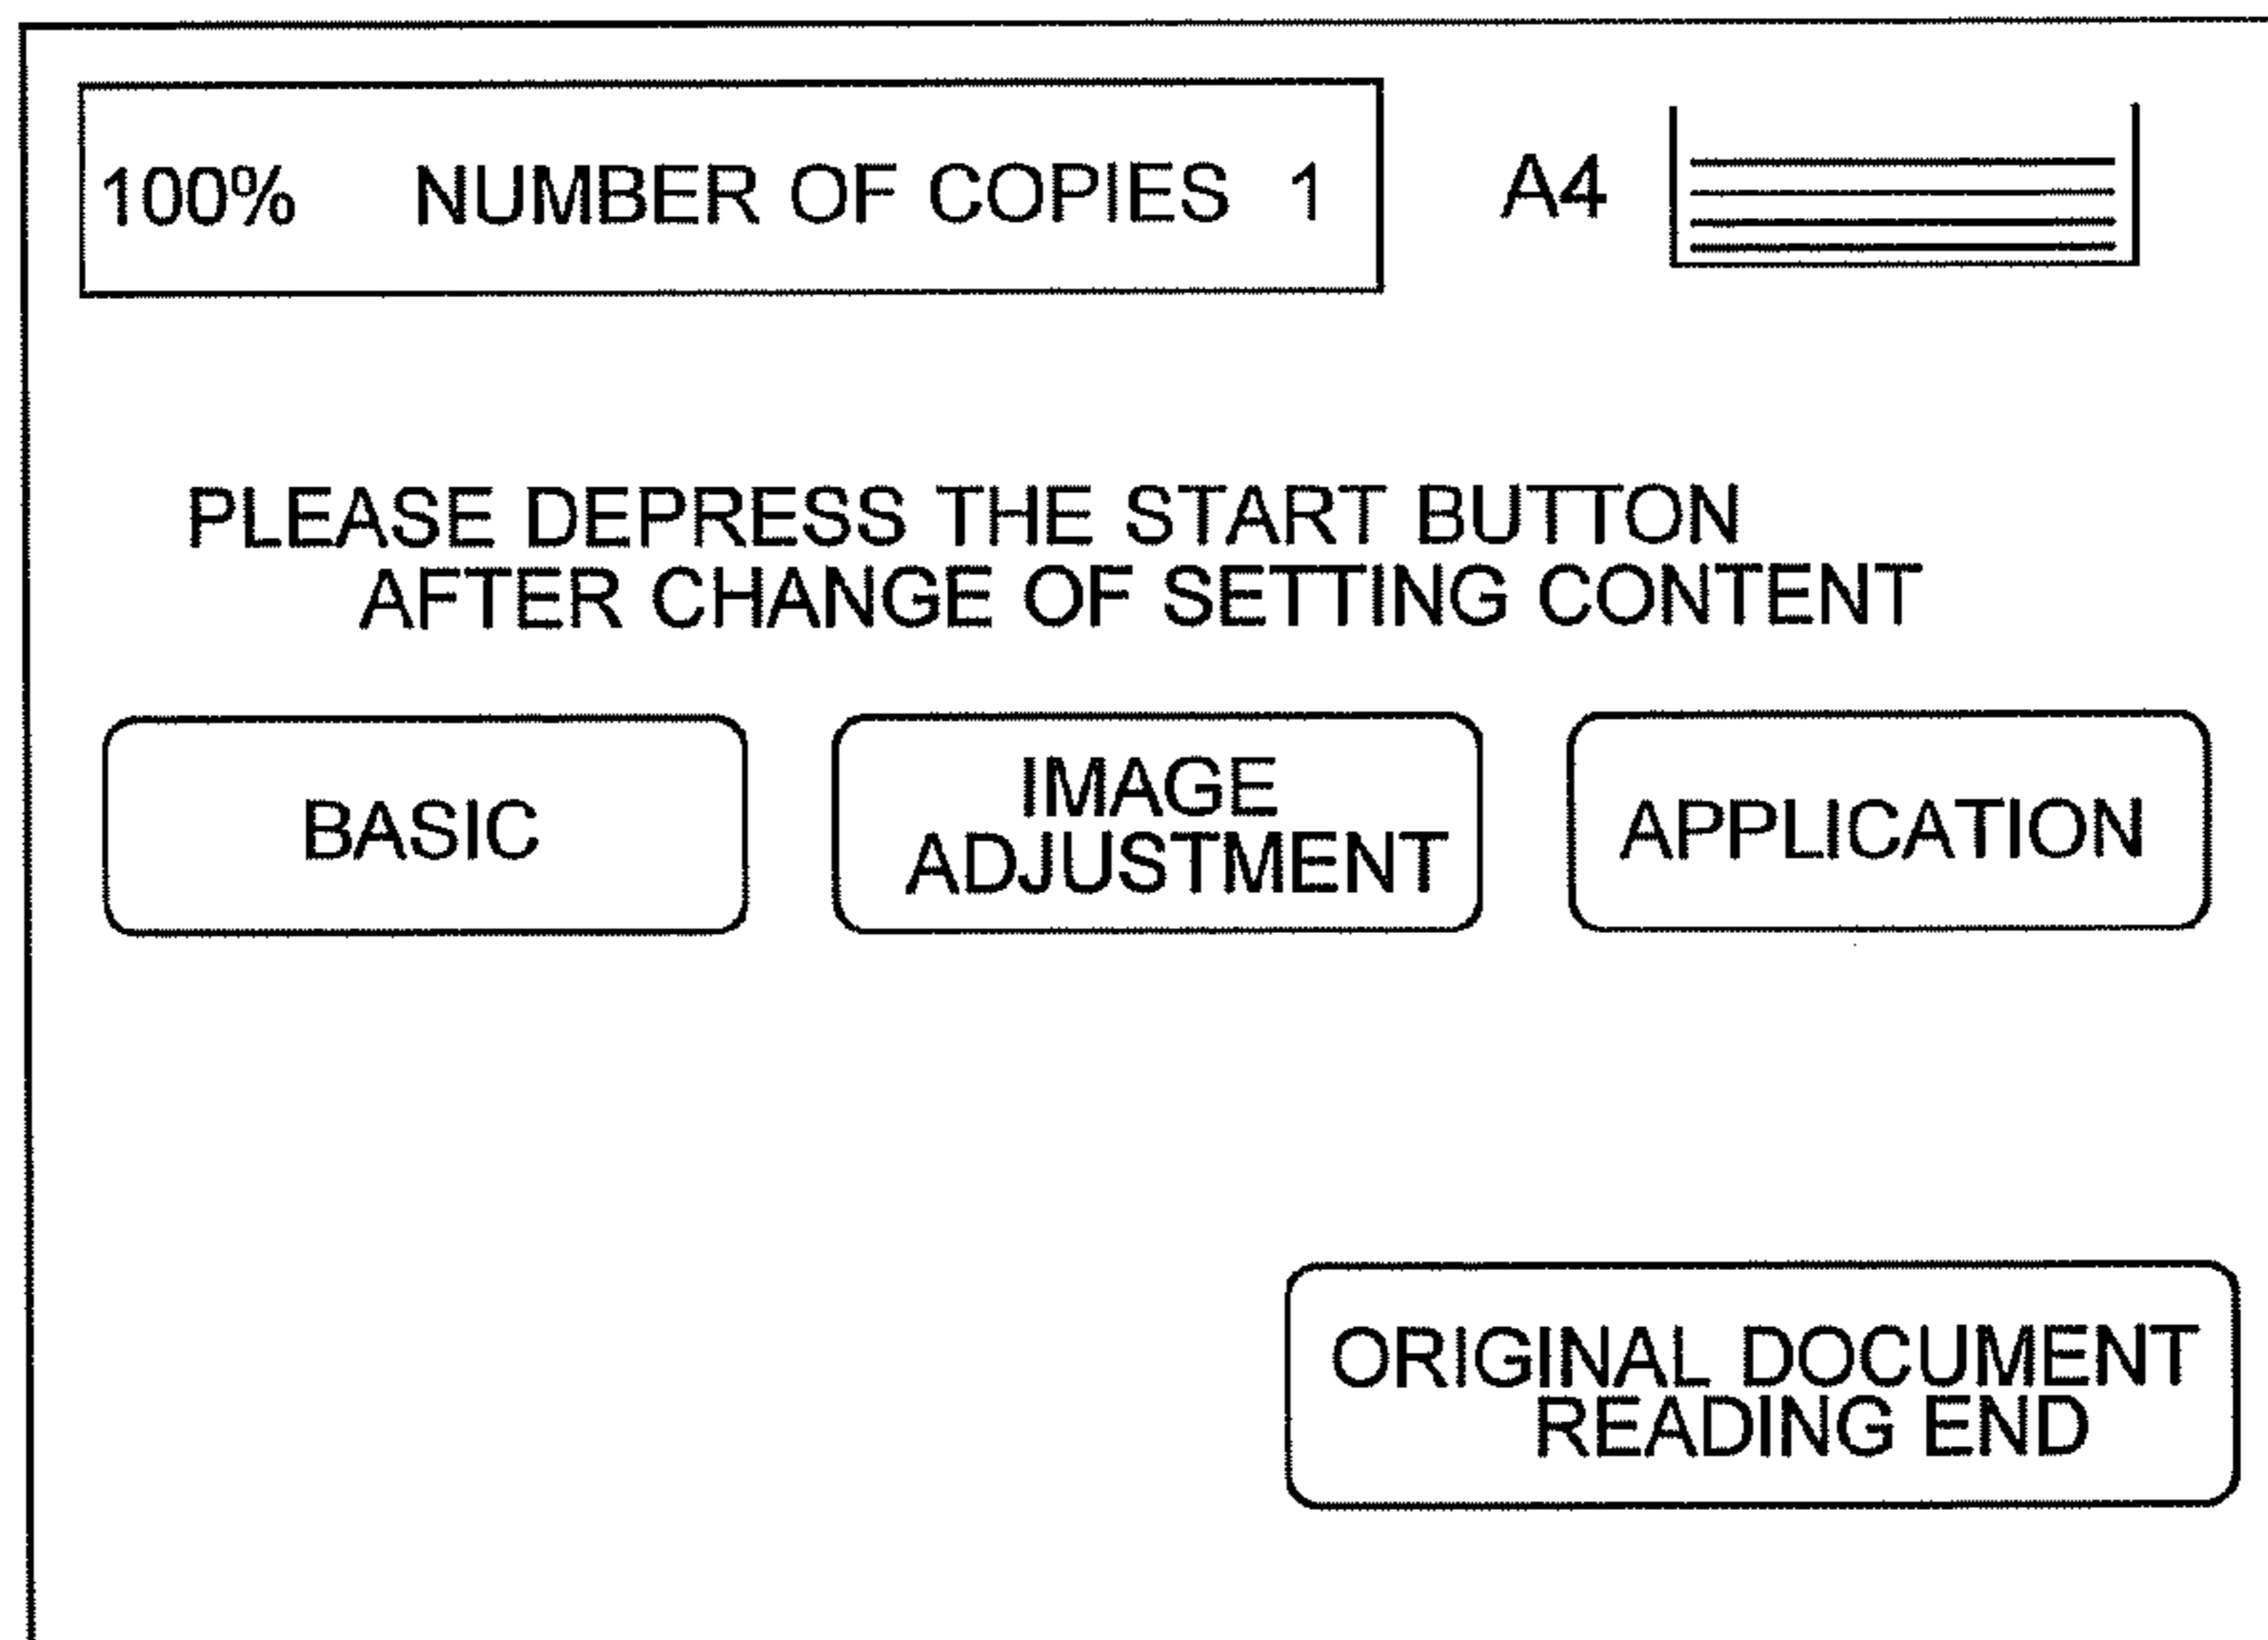 100% NUMBER OF COPIES 1 A4
PLEASE DEPRESS THE START BUTTON
AFTER CHANGE OF SETTING CONTENT
BASIC
IMAGE
ADJUSTMENT
APPLICATION
ORIGINAL DOCUMENT
READING END